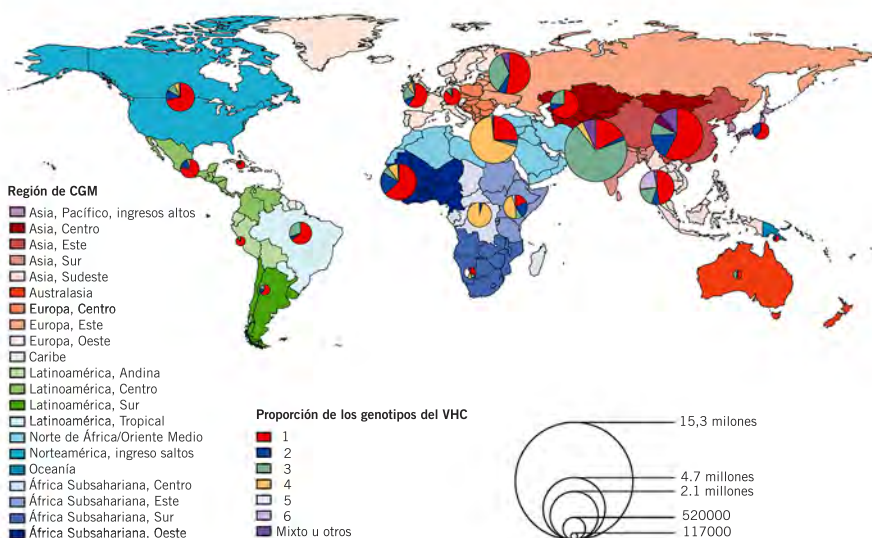 Región de CGM
Asia, Pacífico, ingresos altos
Asia, Centro
Asia, Este
Asia, Sur
Asia, Sudeste
Australasia
Europa, Centro
Europa, Este
Europa, Oeste
Caribe
Latinoamérica, Andina
Latinoamérica, Centro
Latinoamérica, Sur
Latinoamérica, Tropical
Norte de África/Oriente Medio
Norteamérica, ingreso saltos
Oceanía
África Subsahariana, Centro
África Subsahariana, Este
África Subsahariana, Sur
África Subsahariana, Oeste
Proporción de los genotipos del VHC
1
2
3
4
5
6
Mixto u otros
15,3 milones
4.7 millones
2.1 millones
520000
117000